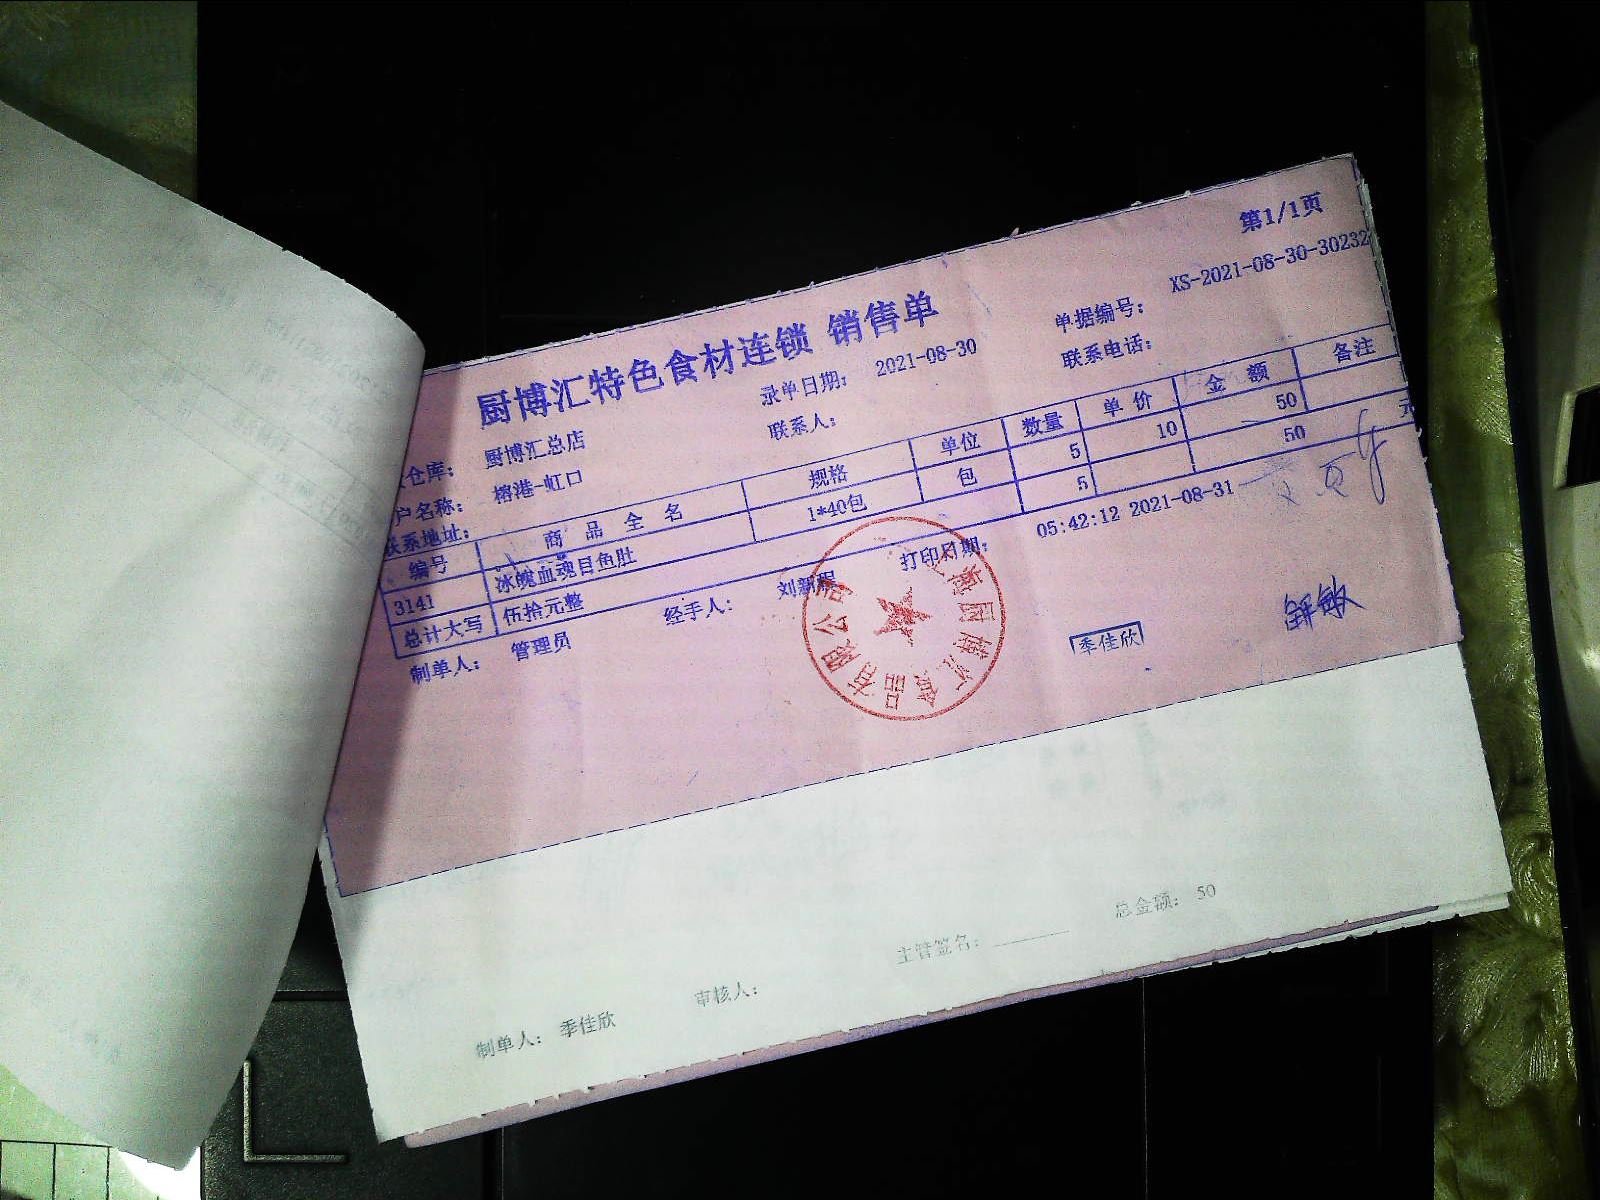 第1/1页
厨博汇特色食材连锁 销售单
单据编号： XS-2021-08-30-30232
仓库： 厨博汇总店 录单日期： 2021-08-30 联系电话：
户名称： 榕港-虹口 联系人：
联系地址：
编号 商品全名 规格 单位 数量 单价 金额 备注
3141 冰魄血魂目鱼肚 1*40包 包 5 10 50
总计大写 伍拾元整 5 50 元
制单人： 管理员 经手人： 打印日期： 05:42:12 2021-08-31
季佳欣
有限公司
总金额： 50
主管签名：
审核人：
制单人： 季佳欣